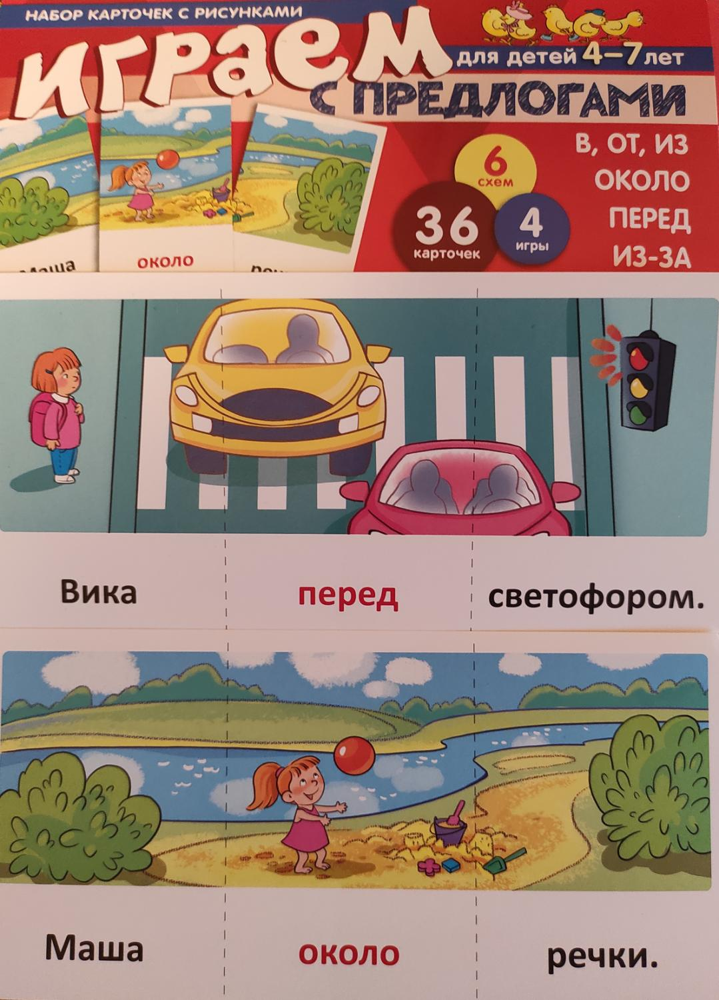 НАБОР КАРТОЧЕК С РИСУНКАМИ
играем
для детей 4–7 лет
С ПРЕДЛОГАМИ
В, ОТ, ИЗ
ОКОЛО
ПЕРЕД
ИЗ-ЗА
6
схем
36
карточек
4
игры
Маша
около
Вика перед светофором.
Маша около речки.